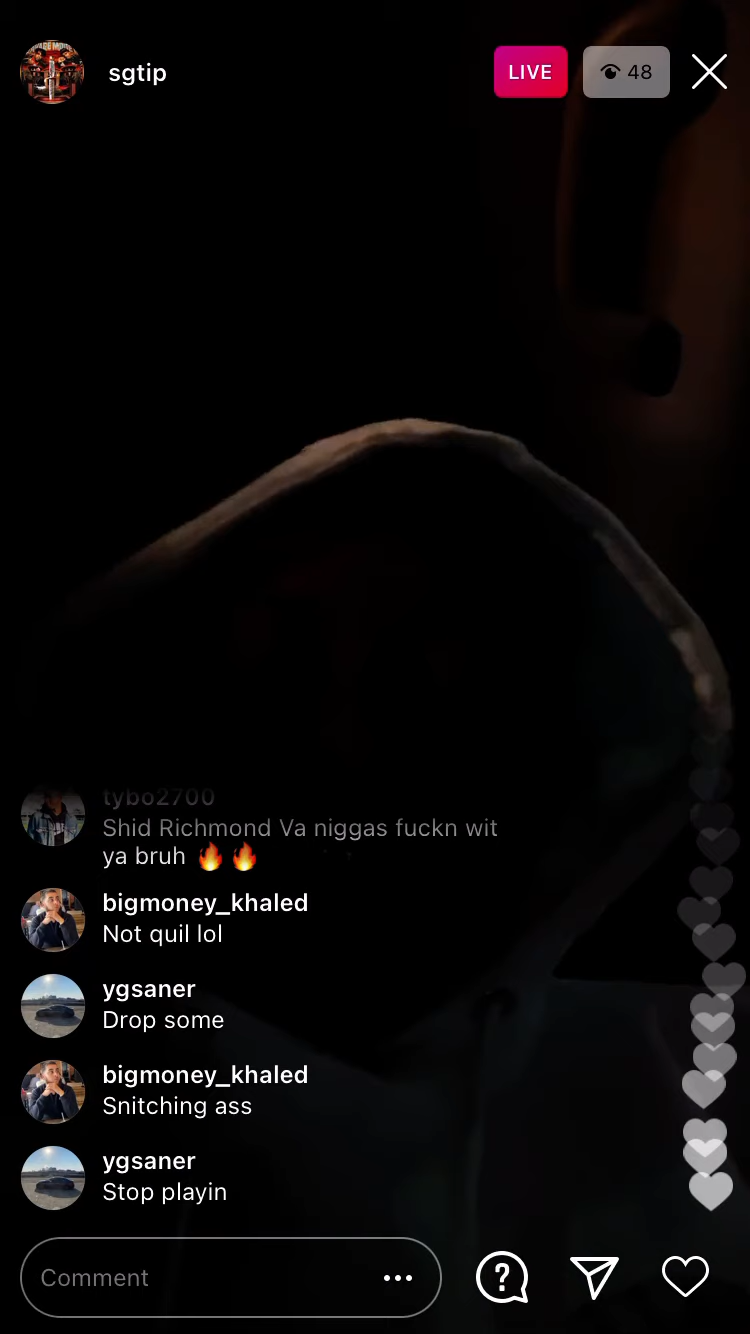 sgtip
LIVE
48
tybo2700
Shid Richmond Va niggas fuckn wit
ya bruh 🔥 🔥
bigmoney_khaled
Not quil lol
ygsaner
Drop some
bigmoney_khaled
Snitching ass
ygsaner
Stop playin
Comment